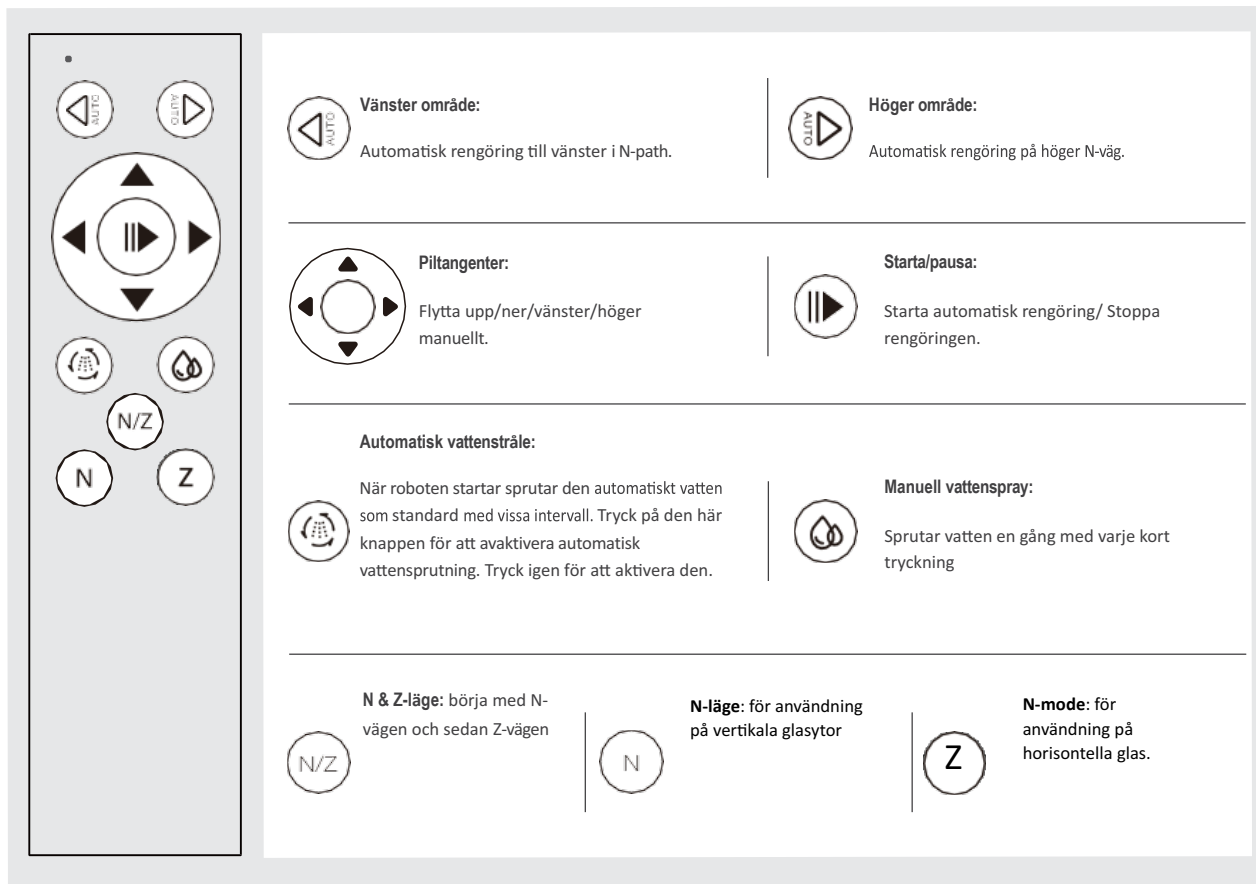 AUTO
AUTO
N/Z
N
Z
AUTO
Vänster område:
Automatisk rengöring till vänster i N-path.
AUTO
Höger område:
Automatisk rengöring på höger N-väg.
Piltangenter:
Flytta upp/ner/vänster/höger
manuellt.
Starta/pausa:
Starta automatisk rengöring/ Stoppa
rengöringen.
Automatisk vattenstråle:
När roboten startar sprutar den automatiskt vatten
som standard med vissa intervall. Tryck på den här
knappen för att avaktivera automatisk
vattensprutning. Tryck igen för att aktivera den.
Manuell vattenspray:
Sprutar vatten en gång med varje kort
tryckning
N/Z
N & Z-läge: börja med N-
vägen och sedan Z-vägen
N
N-läge: för användning
på vertikala glasytor
Z
N-mode: för
användning på
horisontella glas.